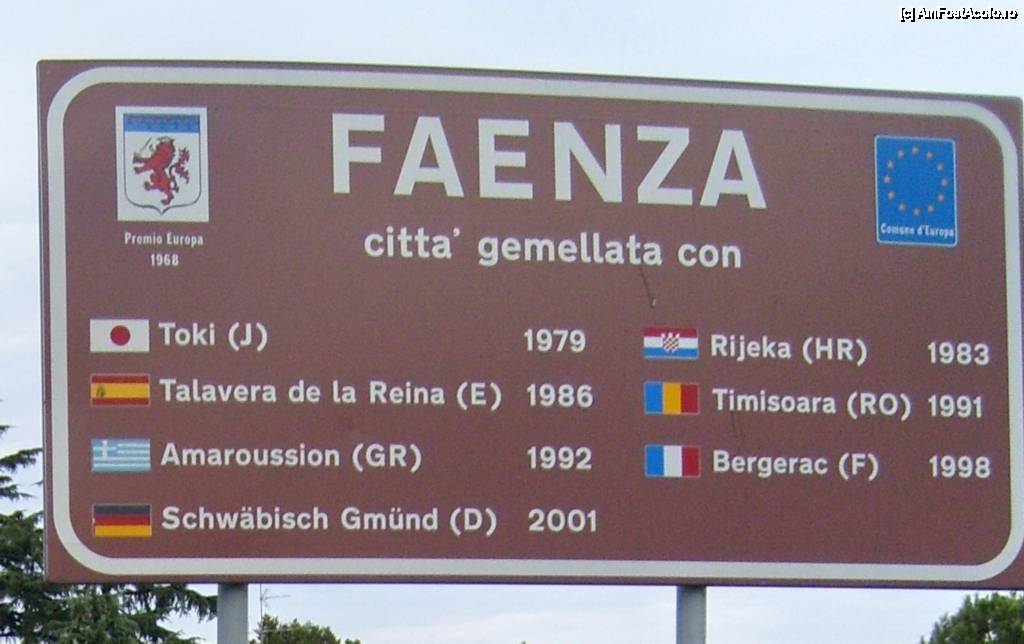 [c] AmFostAcolo.ro
FAENZA
citta' gemellata con
Premio Europa
1968
Comune d'Europa
Toki (J) 1979
Rijeka (HR) 1983
Talavera de la Reina (E) 1986
Timisoara (RO) 1991
Amaroussion (GR) 1992
Bergerac (F) 1998
Schwäbisch Gmünd (D) 2001